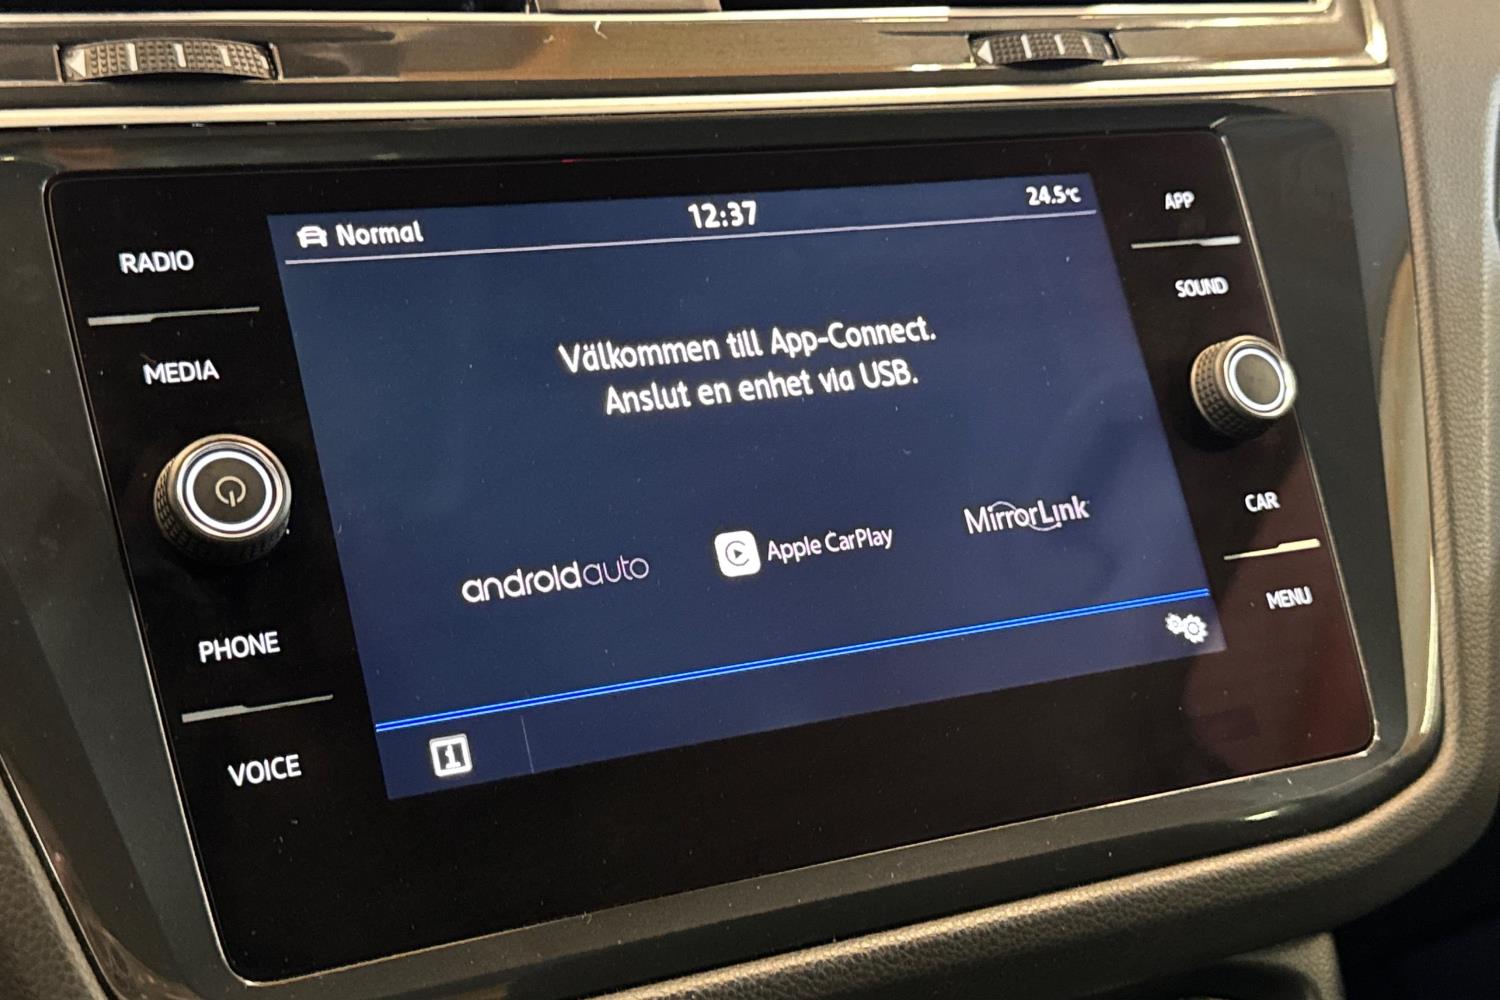 Normal
12:37
24.5°C
APP
RADIO
SOUND
MEDIA
Välkommen till App-Connect.
Anslut en enhet via USB.
androidauto
Apple CarPlay
MirrorLink
CAR
PHONE
MENU
VOICE
1